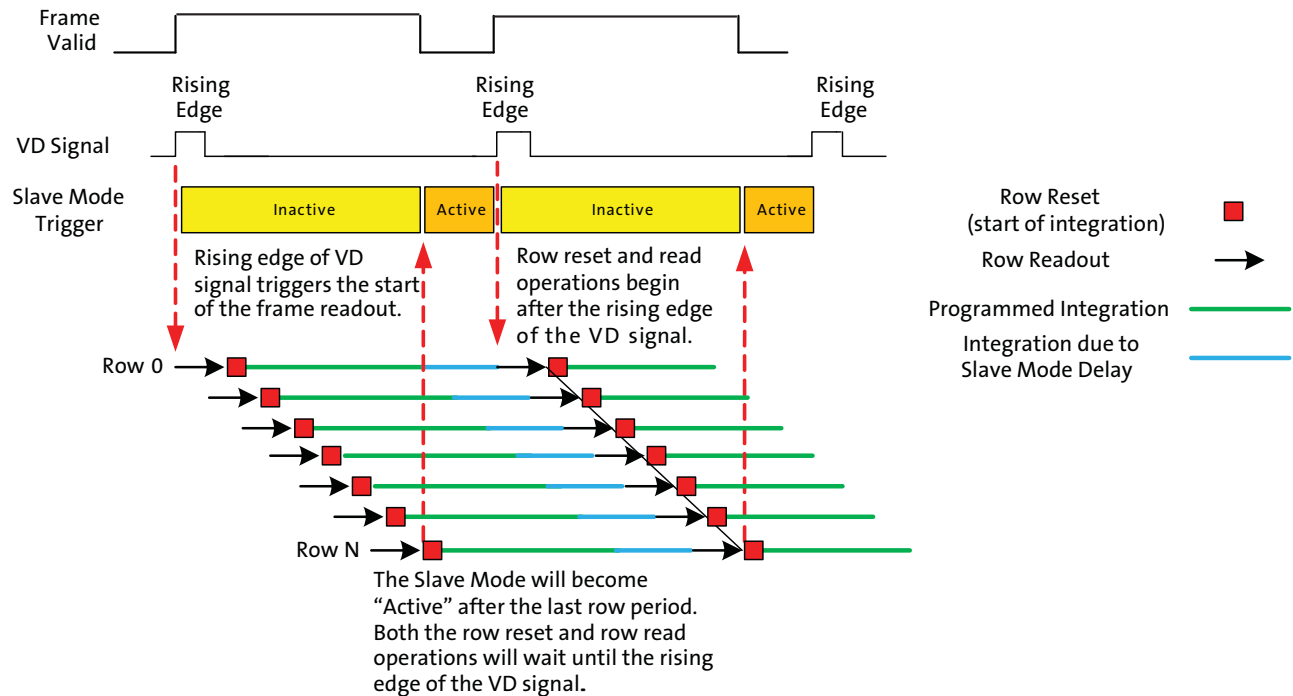 Frame
Valid
Rising
Edge
Rising
Edge
Rising
Edge
VD Signal
Slave Mode
Trigger
Inactive
Active
Inactive
Active
Rising edge of VD
signal triggers the start
of the frame readout.
Row reset and read
operations begin
after the rising edge
of the VD signal.
Row 0
Row N
The Slave Mode will become
“Active” after the last row period.
Both the row reset and row read
operations will wait until the rising
edge of the VD signal.
Row Reset
(start of integration)
Row Readout
Programmed Integration
Integration due to
Slave Mode Delay